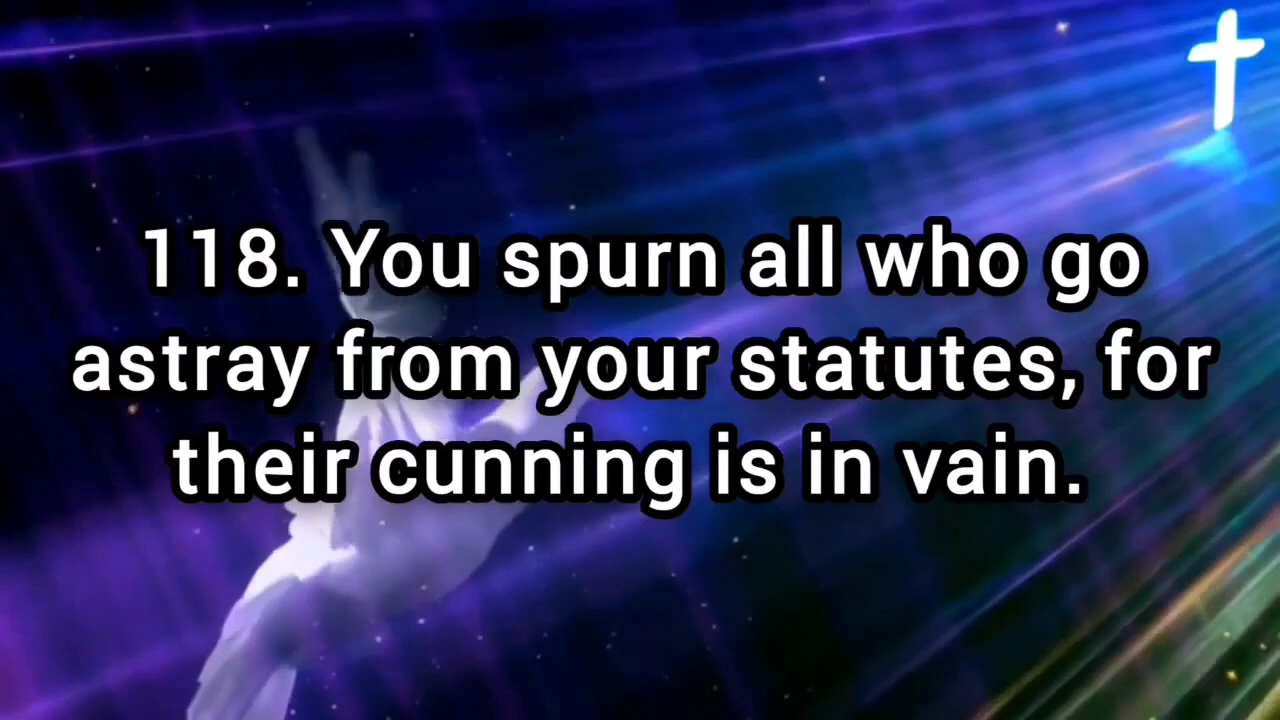 118. You spurn all who go
astray from your statutes, for
their cunning is in vain.